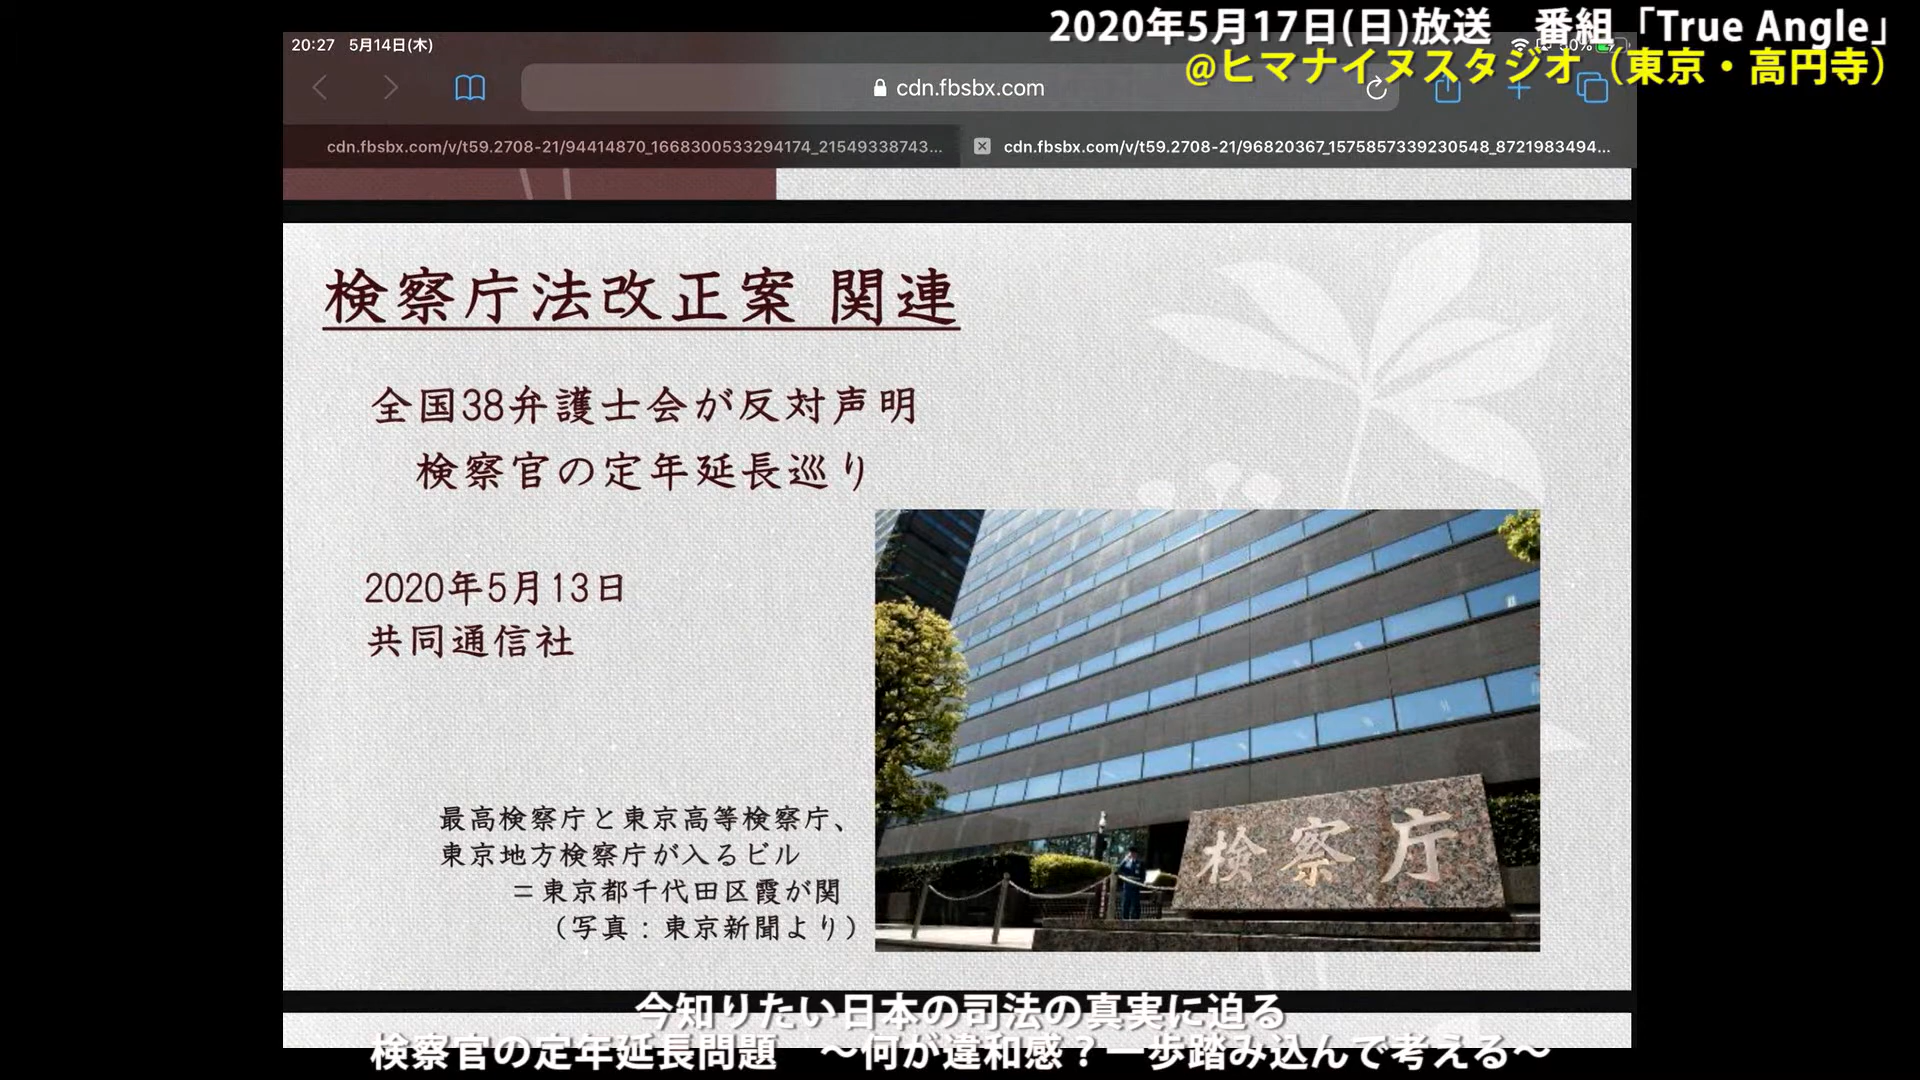 2020年5月17日(日)放送　番組「True Angle」
@ヒマナイヌスタジオ（東京・高円寺）
20:27 5月14日(木)
50%
cdn.fbsbx.com
cdn.fbsbx.com/v/t59.2708-21/94414870_1668300533294174_21549338743...
cdn.fbsbx.com/v/t59.2708-21/96820367_1575857339230548_8721983494...
検察庁法改正案 関連
全国38弁護士会が反対声明
検察官の定年延長巡り
2020年5月13日
共同通信社
最高検察庁と東京高等検察庁、
東京地方検察庁が入るビル
＝東京都千代田区霞が関
（写真：東京新聞より）
検察庁
今知りたい日本の司法の真実に迫る
検察官の定年延長問題　～何が違和感？一歩踏み込んで考える～